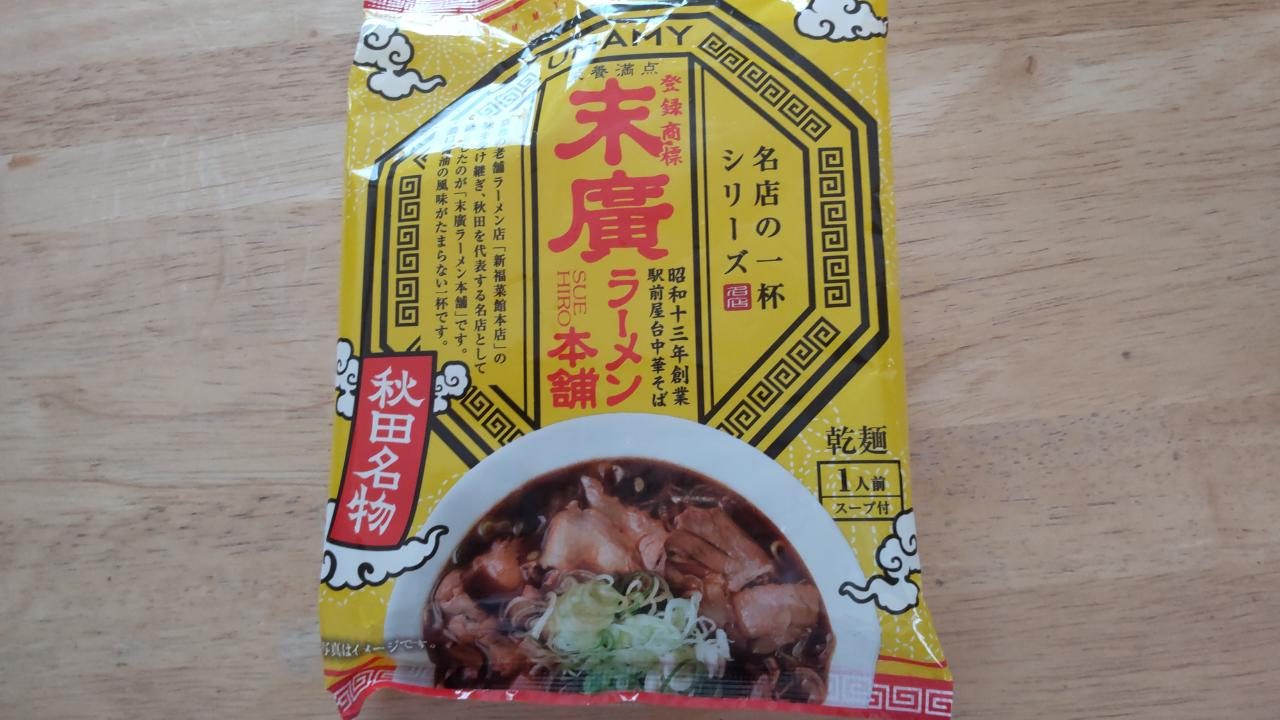 養満点
登録商標
末廣
ラーメン
本舗
SUE
HIRO
昭和十三年創業
駅前屋台中華そば
名店の一杯
シリーズ
名店
老舗ラーメン店「新福菜館本店」の
け継ぎ、秋田を代表する名店として
したのが「末廣ラーメン本舗」です。
油の風味がたまらない一杯です。
秋田名物
乾麺
1人前
スープ付
写真はイメージです。